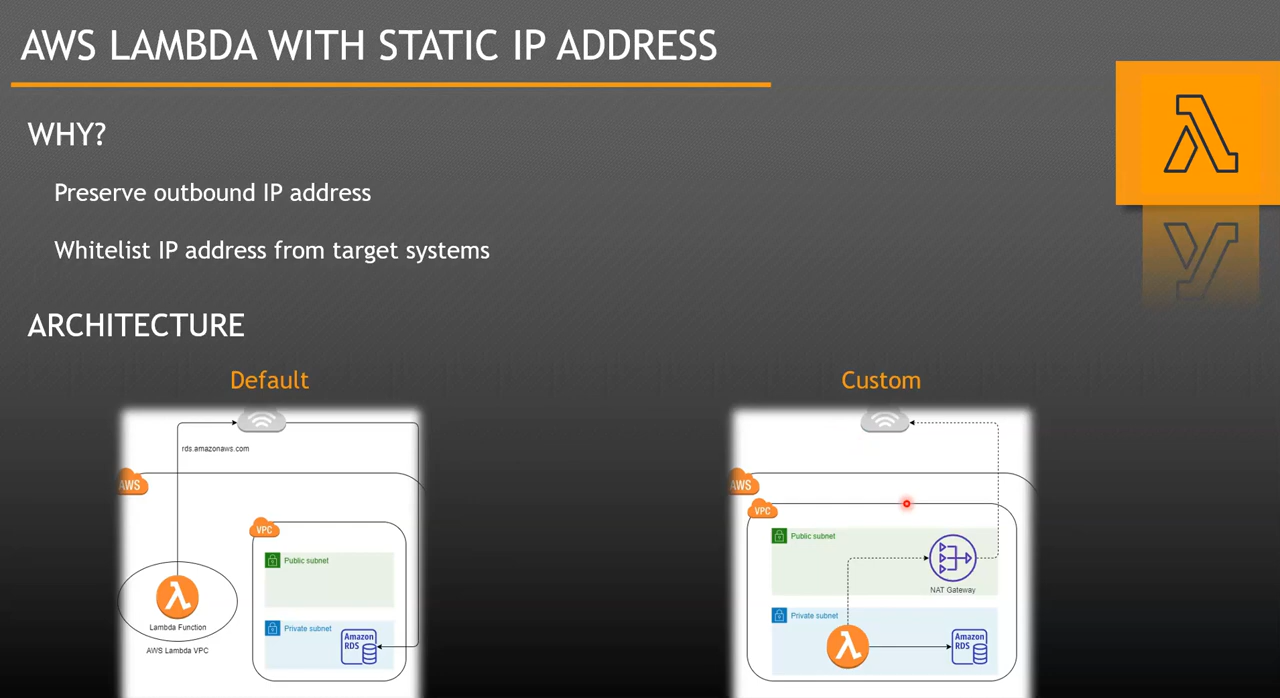 AWS LAMBDA WITH STATIC IP ADDRESS
WHY?
Preserve outbound IP address
Whitelist IP address from target systems
ARCHITECTURE
Default
rds.amazonaws.com
AWS
VPC
Public subnet
Private subnet
Amazon
RDS
Lambda Function
AWS Lambda VPC
Custom
AWS
VPC
Public subnet
NAT Gateway
Private subnet
Amazon
RDS